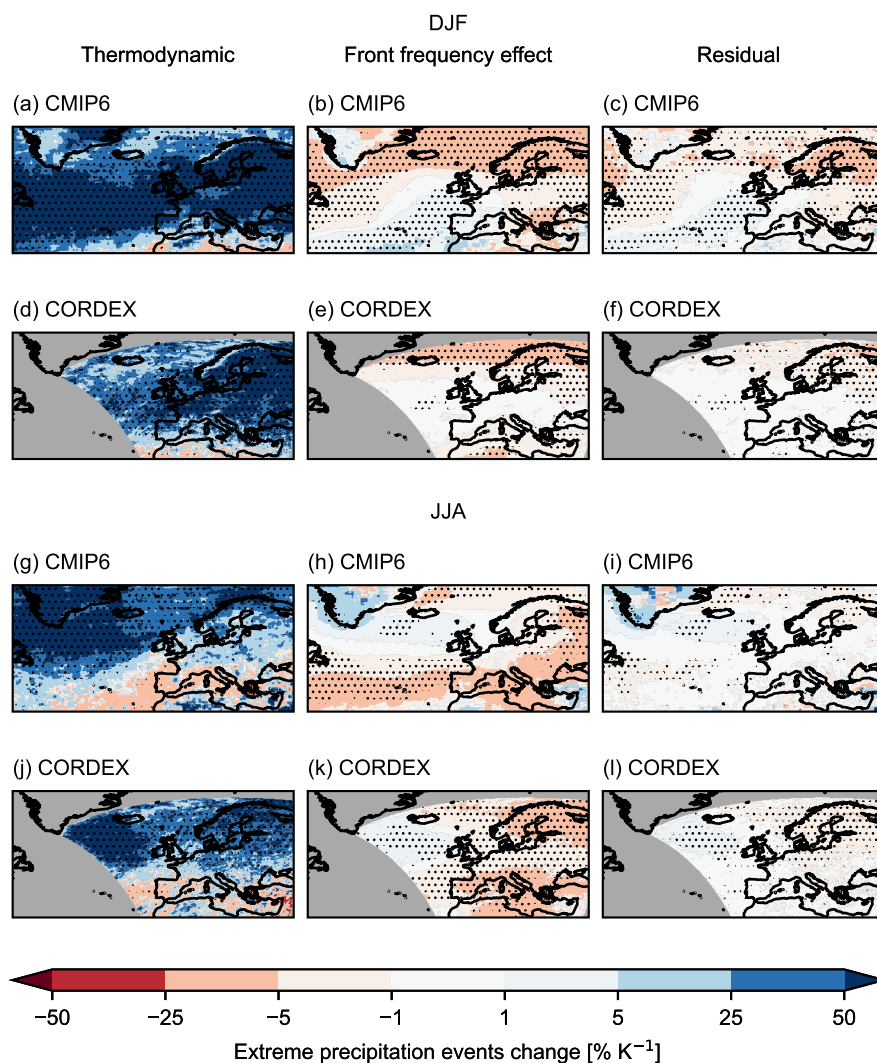 DJF
Thermodynamic Front frequency effect Residual
(a) CMIP6 (b) CMIP6 (c) CMIP6
(d) CORDEX (e) CORDEX (f) CORDEX
JJA
(g) CMIP6 (h) CMIP6 (i) CMIP6
(j) CORDEX (k) CORDEX (l) CORDEX
−50 −25 −5 −1 1 5 25 50
Extreme precipitation events change [% K⁻¹]